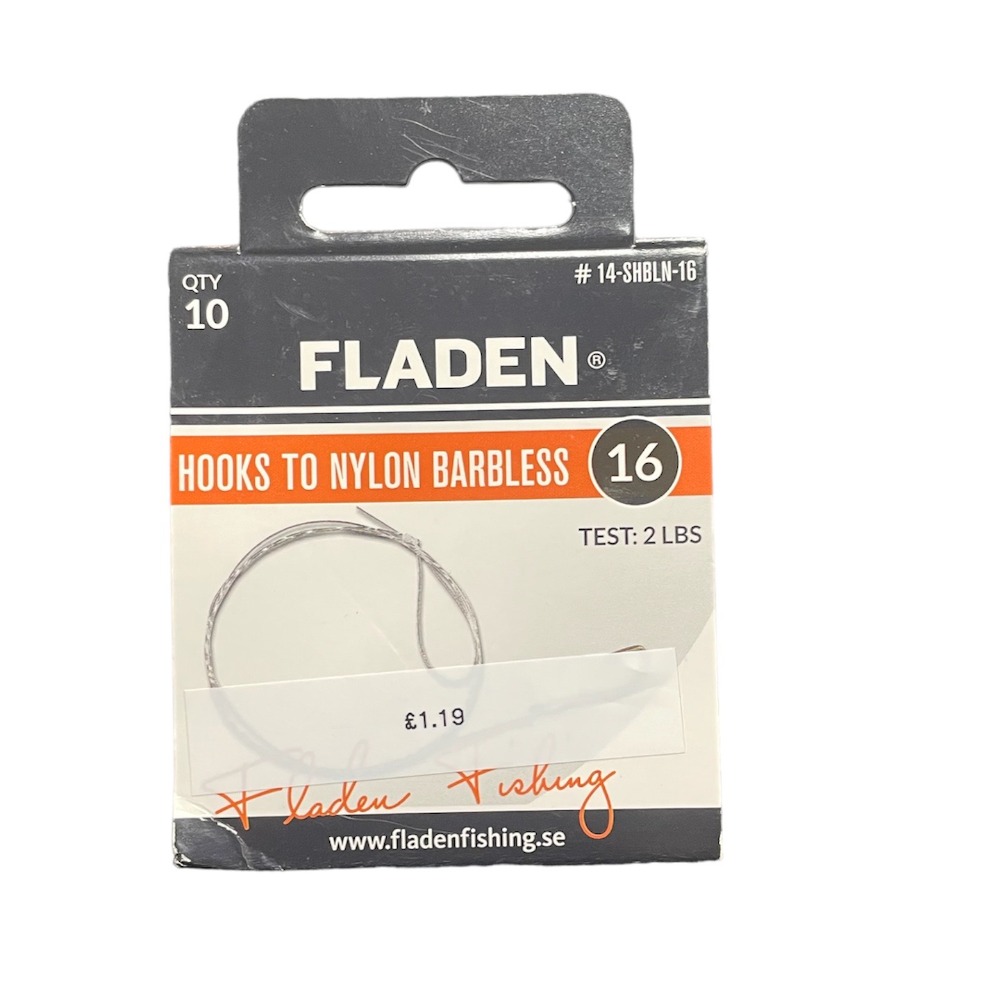 QTY
10
# 14-SHBLN-16
FLADEN®
HOOKS TO NYLON BARBLESS
16
TEST: 2 LBS
£1.19
Fladen Fishing
www.fladenfishing.se